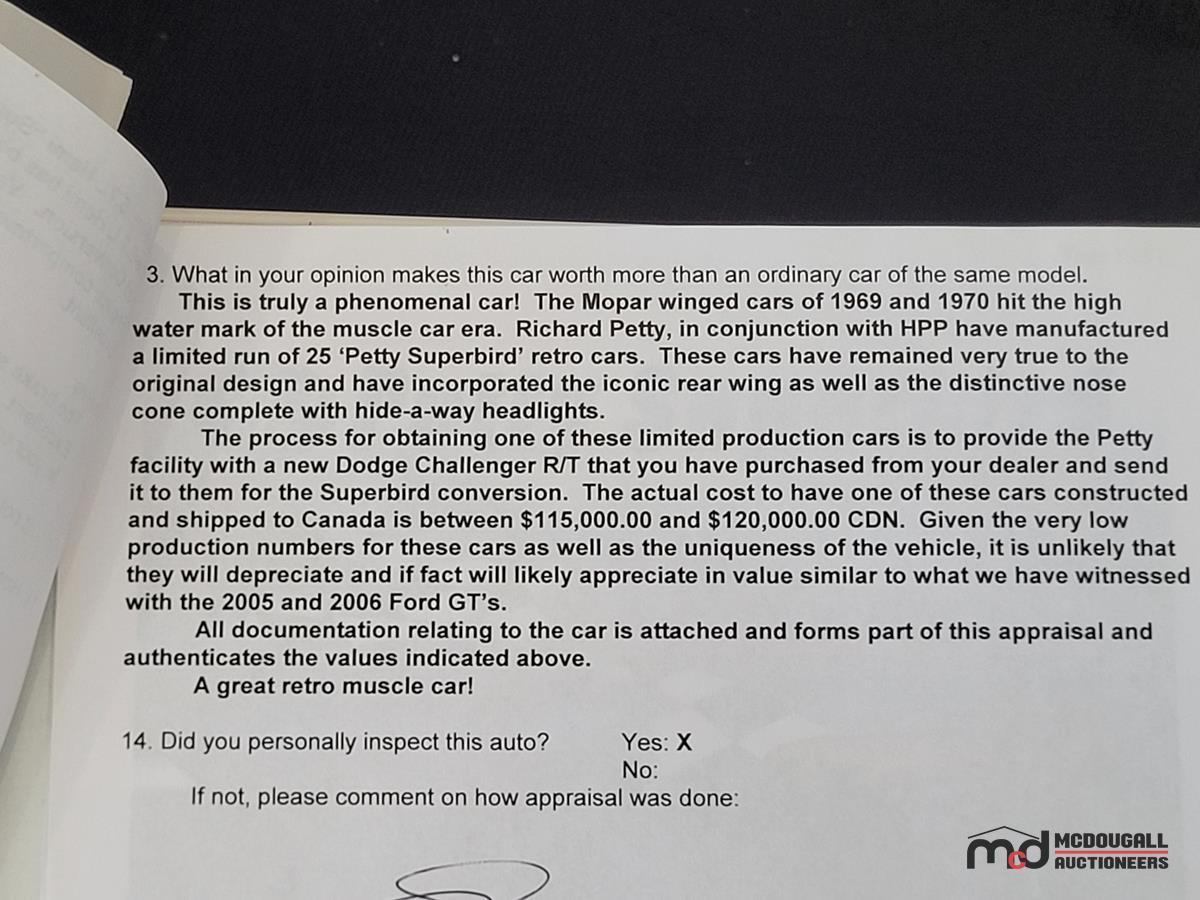 3. What in your opinion makes this car worth more than an ordinary car of the same model.
This is truly a phenomenal car! The Mopar winged cars of 1969 and 1970 hit the high
water mark of the muscle car era. Richard Petty, in conjunction with HPP have manufactured
a limited run of 25 ‘Petty Superbird’ retro cars. These cars have remained very true to the
original design and have incorporated the iconic rear wing as well as the distinctive nose
cone complete with hide-a-way headlights.
The process for obtaining one of these limited production cars is to provide the Petty
facility with a new Dodge Challenger R/T that you have purchased from your dealer and send
it to them for the Superbird conversion. The actual cost to have one of these cars constructed
and shipped to Canada is between $115,000.00 and $120,000.00 CDN. Given the very low
production numbers for these cars as well as the uniqueness of the vehicle, it is unlikely that
they will depreciate and if fact will likely appreciate in value similar to what we have witnessed
with the 2005 and 2006 Ford GT’s.
All documentation relating to the car is attached and forms part of this appraisal and
authenticates the values indicated above.
A great retro muscle car!
14. Did you personally inspect this auto? Yes: X
No:
If not, please comment on how appraisal was done:
mcd MCDOUGALL
AUCTIONEERS